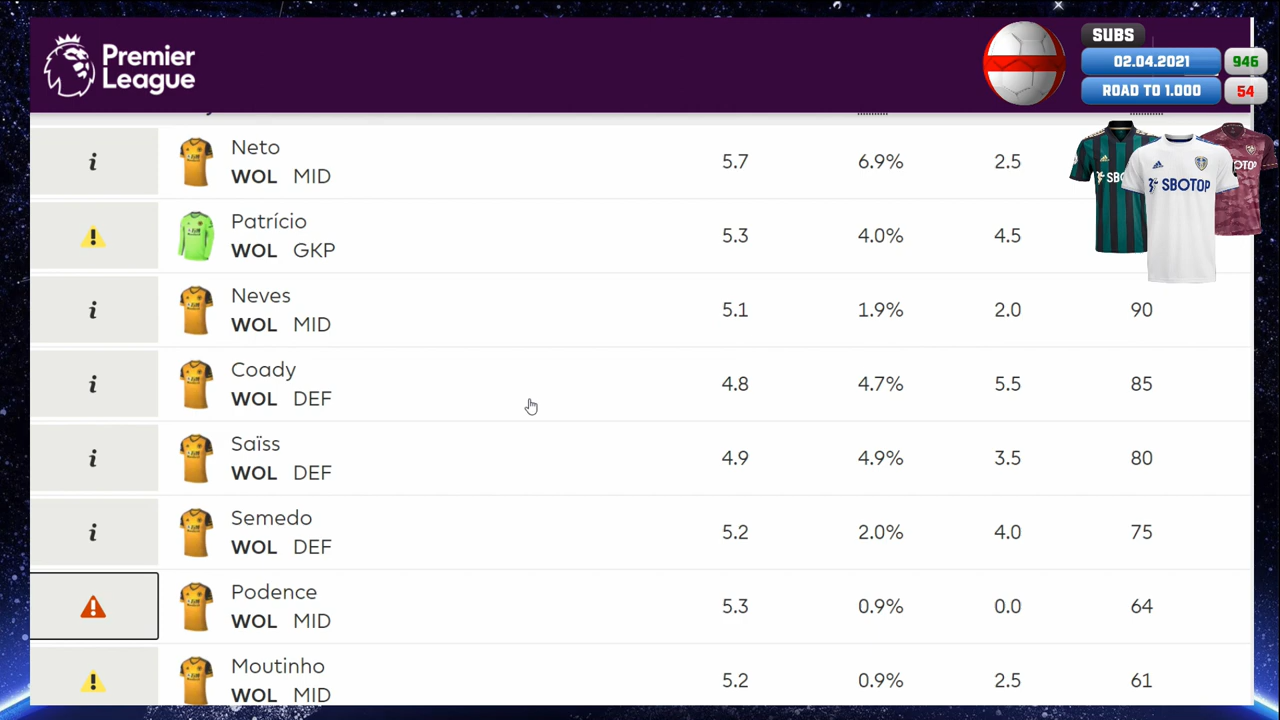 Premier
League
SUBS
02.04.2021
946
ROAD TO 1.000
54
i
Neto
WOL MID
5.7
6.9%
2.5
SBOTOP
Patrício
WOL GKP
5.3
4.0%
4.5
i
Neves
WOL MID
5.1
1.9%
2.0
90
i
Coady
WOL DEF
4.8
4.7%
5.5
85
i
Saïss
WOL DEF
4.9
4.9%
3.5
80
i
Semedo
WOL DEF
5.2
2.0%
4.0
75
Podence
WOL MID
5.3
0.9%
0.0
64
Moutinho
WOL MID
5.2
0.9%
2.5
61